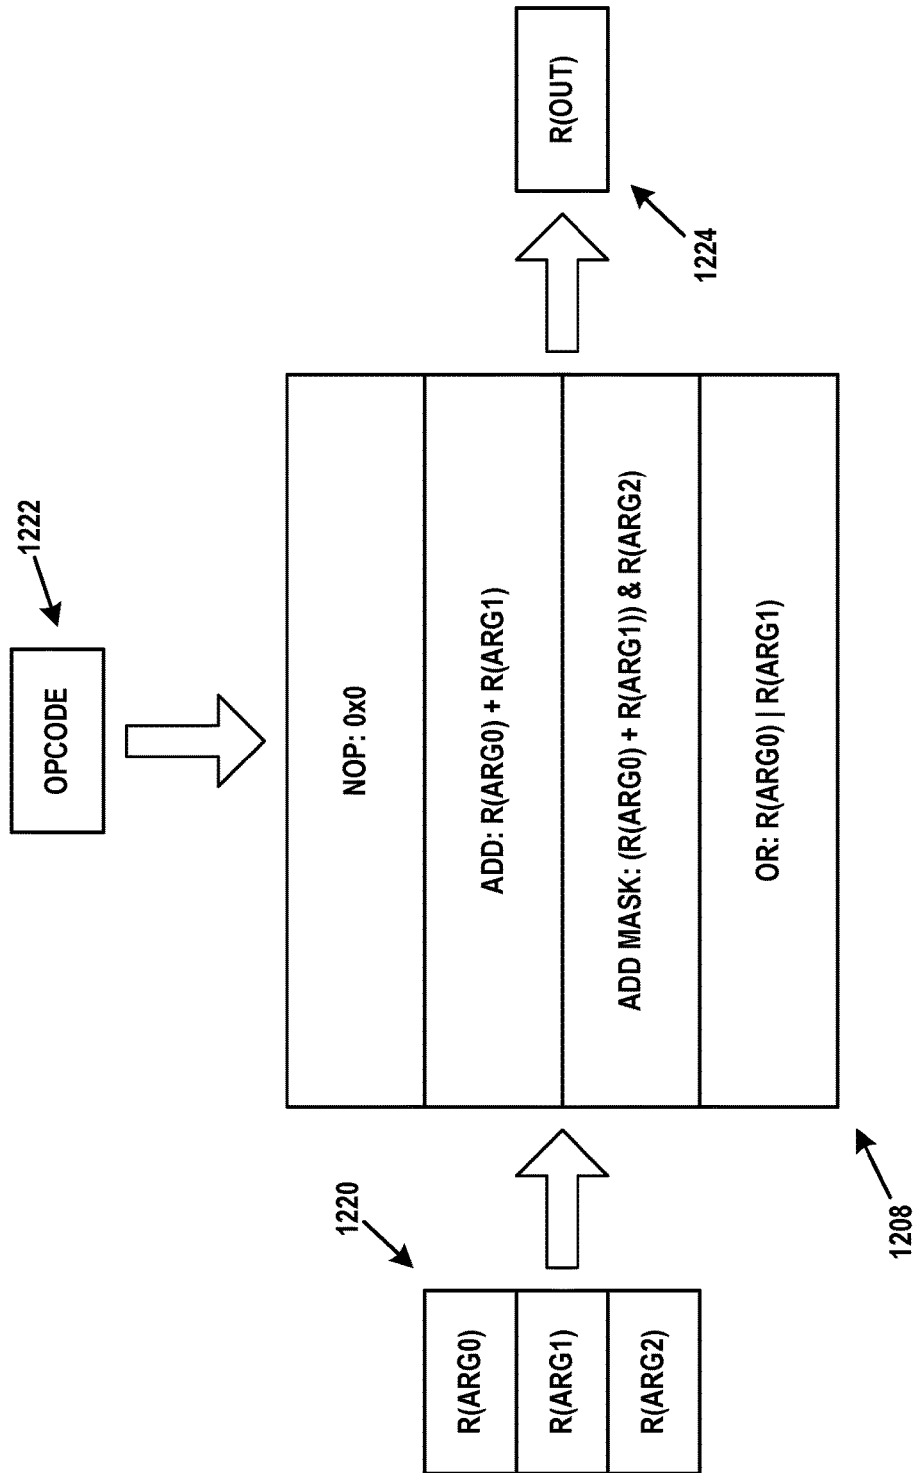 OPCODE
1222
1220
R(ARG0)
R(ARG1)
R(ARG2)
NOP: 0x0
ADD: R(ARG0) + R(ARG1)
ADD MASK: (R(ARG0) + R(ARG1)) & R(ARG2)
OR: R(ARG0) | R(ARG1)
1208
R(OUT)
1224